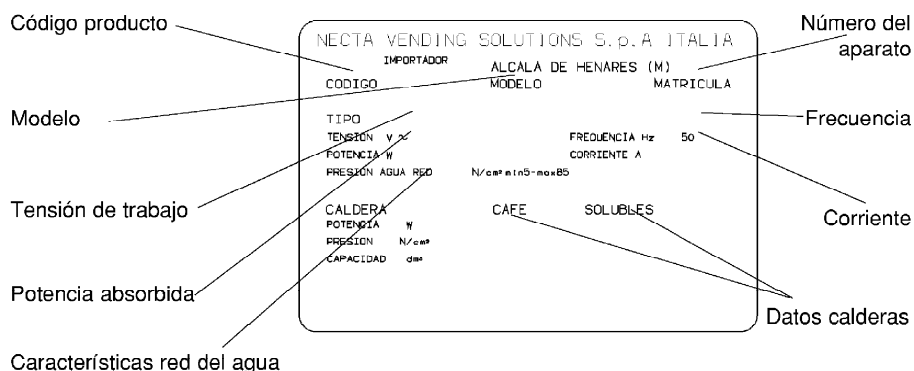 Código producto
Número del
aparato
NECTA VENDING SOLUTIONS S.p.A ITALIA
IMPORTADOR
ALCALA DE HENARES (M)
CODIGO MODELO MATRICULA
Modelo
Frecuencia
TIPO
TENSION V ~ FREQUENCIA Hz 50
POTENCIA W CORRIENTE A
PRESION AGUA RED N/cm² min5-max85
Tensión de trabajo
Corriente
CALDERA CAFE SOLUBLES
POTENCIA W
PRESION N/cm²
CAPACIDAD dm³
Potencia absorbida
Datos calderas
Características red del agua